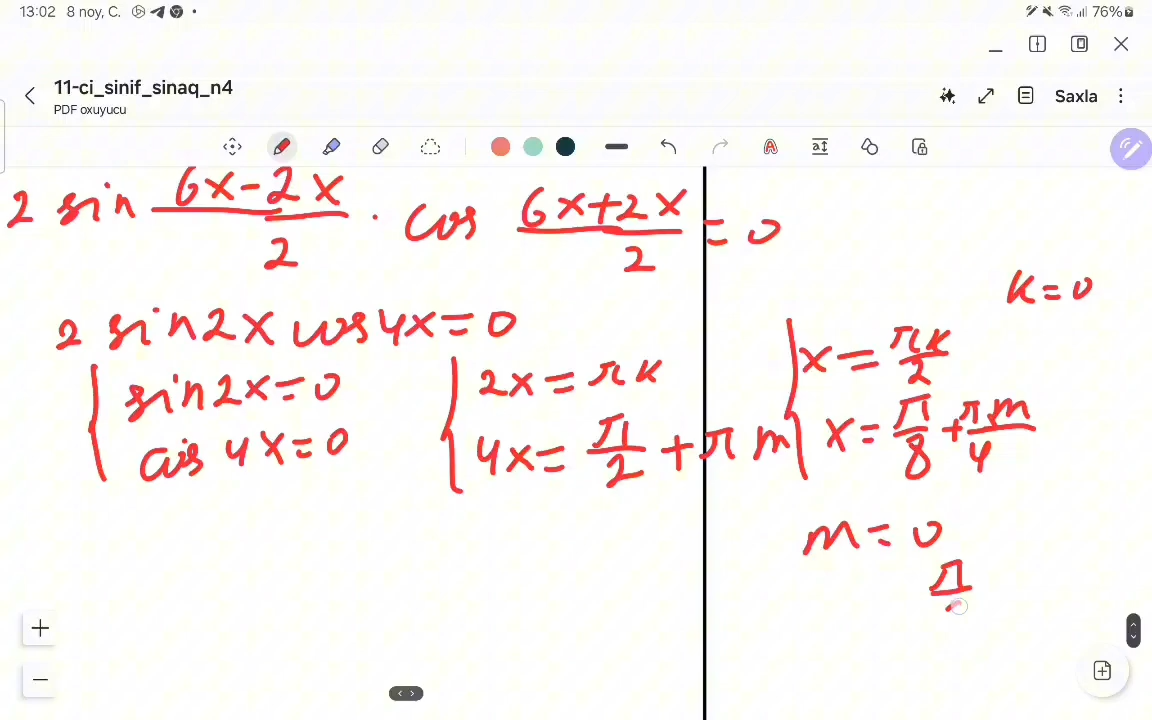 13:02 8 noy, C. 76%
11-ci_sinif_sinaq_n4
PDF oxuyucu
Saxla
2 sin (6x-2x)/2 · cos (6x+2x)/2 = 0
k=0
2 sin2x cos4x=0
sin2x=0
cos4x=0
2x=πk
4x=π/2+πm
x=πk/2
x=π/8+πm/4
m=0
π